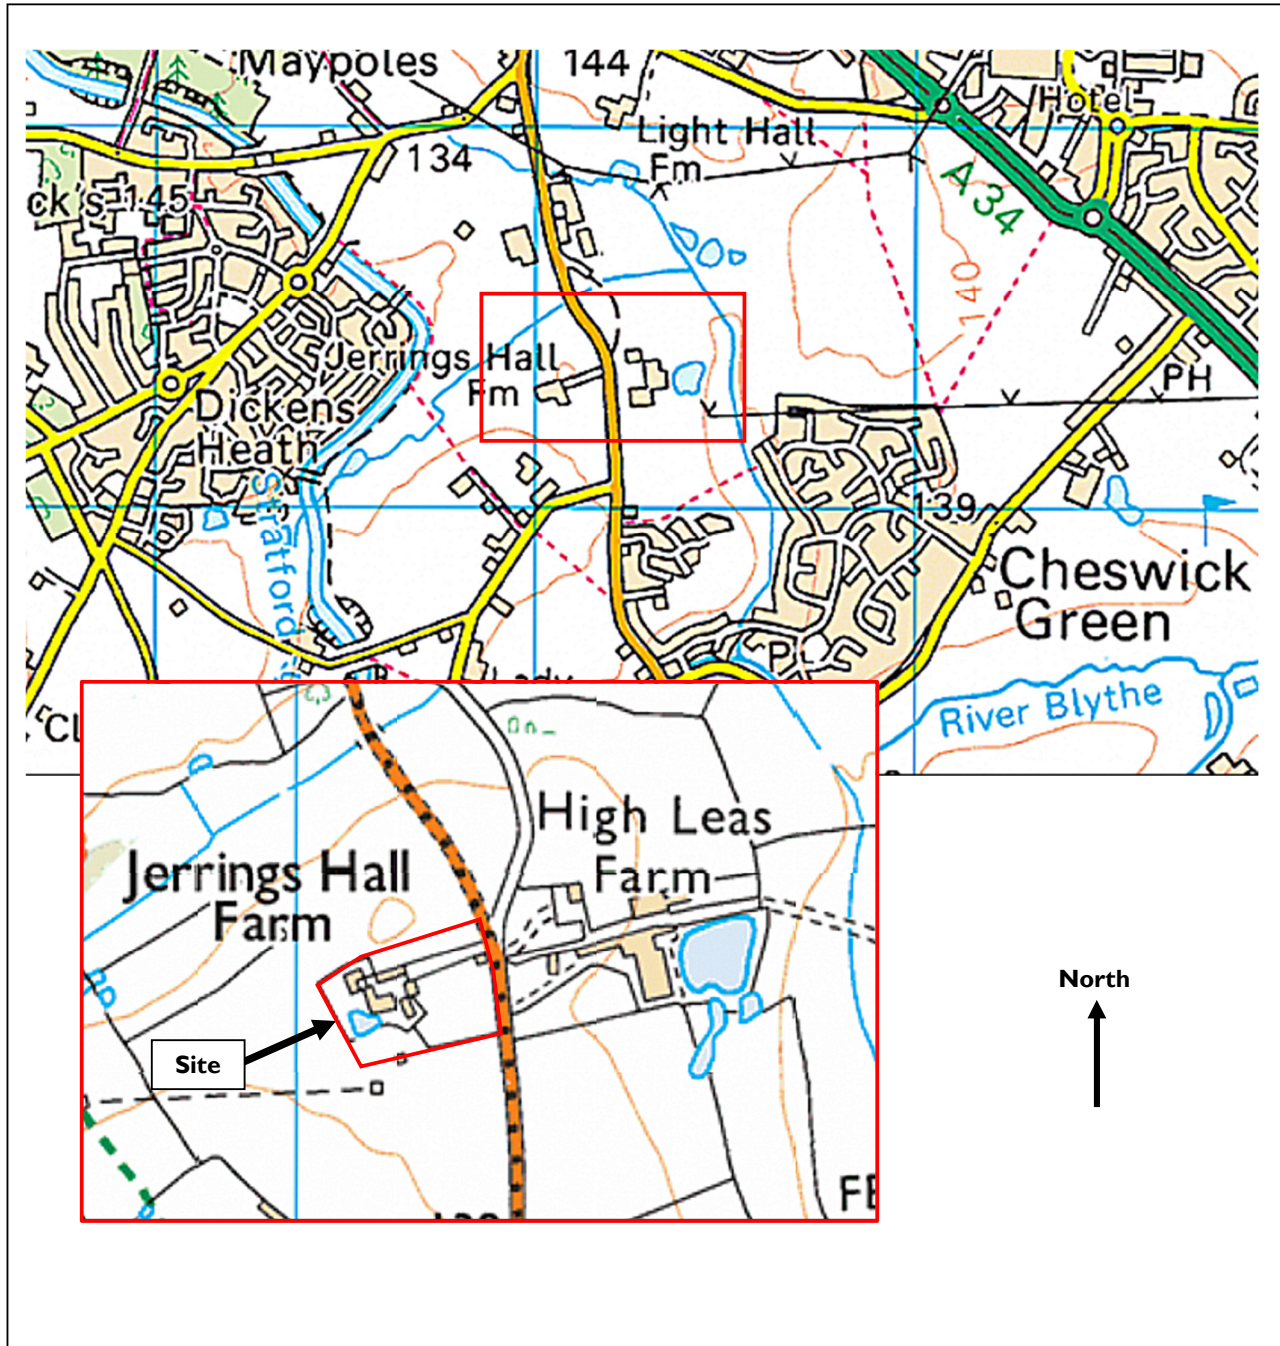 Maypoles
144
Hotel
Light Hall
Fm
134
A 34
ck's
145
140
Jerrings Hall
Fm
PH
Dickens
Heath
139
Stratford
Cheswick
Green
River Blythe
High Leas
Farm
Jerrings Hall
Farm
North
Site